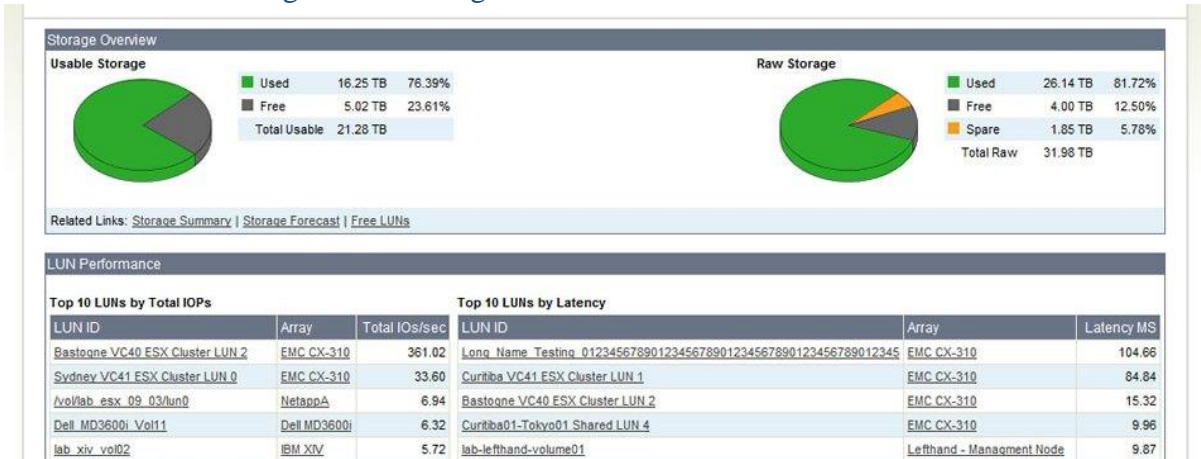 Storage Overview
Usable Storage
Used 16.25 TB 76.39%
Free 5.02 TB 23.61%
Total Usable 21.28 TB
Raw Storage
Used 26.14 TB 81.72%
Free 4.00 TB 12.50%
Spare 1.85 TB 5.78%
Total Raw 31.98 TB
Related Links: Storage Summary | Storage Forecast | Free LUNs
LUN Performance
Top 10 LUNs by Total IOPs
LUN ID Array Total IOs/sec
Bastogne VC40 ESX Cluster LUN 2 EMC CX-310 361.02
Sydney VC41 ESX Cluster LUN 0 EMC CX-310 33.60
/vol/lab_esx_09_03/lun0 NetappA 6.94
Dell_MD3600i_Vol11 Dell MD3600i 6.32
lab_xiv_vol02 IBM XIV 5.72
Top 10 LUNs by Latency
LUN ID Array Latency MS
Long_Name_Testing_012345678901234567890123456789012345678901 2345 EMC CX-310 104.66
Curitiba VC41 ESX Cluster LUN 1 EMC CX-310 84.84
Bastogne VC40 ESX Cluster LUN 2 EMC CX-310 15.32
Curitiba01-Tokyo01 Shared LUN 4 EMC CX-310 9.96
lab-lefthand-volume01 Lefthand - Managment Node 9.87